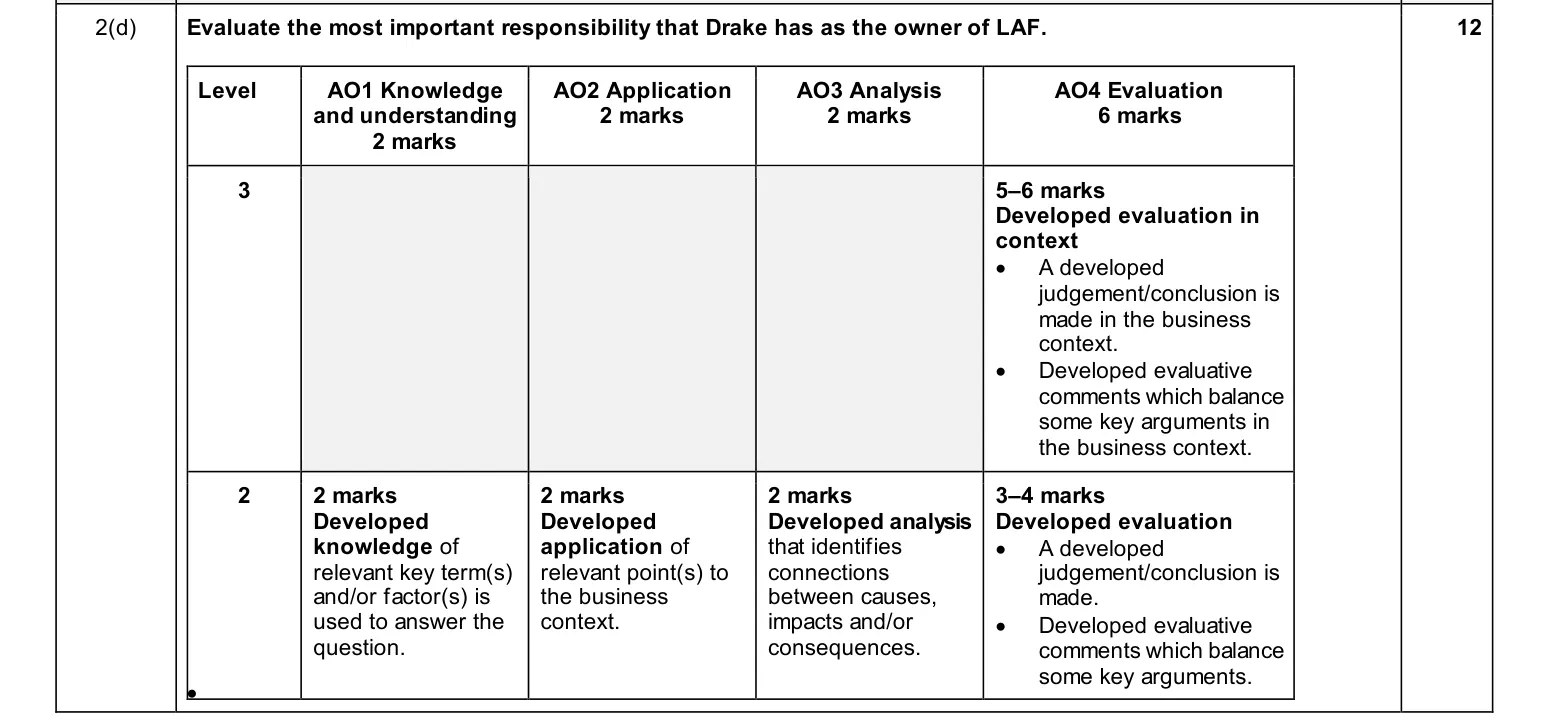 2(d)
Evaluate the most important responsibility that Drake has as the owner of LAF.
12
Level
AO1 Knowledge
and understanding
2 marks
AO2 Application
2 marks
AO3 Analysis
2 marks
AO4 Evaluation
6 marks
3
5–6 marks
Developed evaluation in
context
• A developed
judgement/conclusion is
made in the business
context.
• Developed evaluative
comments which balance
some key arguments in
the business context.
2
2 marks
Developed
knowledge of
relevant key term(s)
and/or factor(s) is
used to answer the
question.
2 marks
Developed
application of
relevant point(s) to
the business
context.
2 marks
Developed analysis
that identifies
connections
between causes,
impacts and/or
consequences.
3–4 marks
Developed evaluation
• A developed
judgement/conclusion is
made.
• Developed evaluative
comments which balance
some key arguments.
•